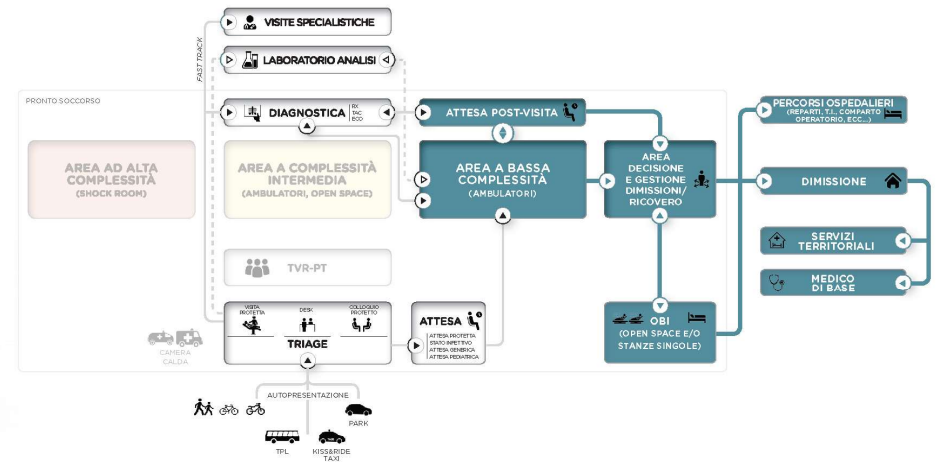 VISITE SPECIALISTICHE
FAST TRACK
LABORATORIO ANALISI
PRONTO SOCCORSO
DIAGNOSTICA
RX
TAC
ECO
ATTESA POST-VISITA
PERCORSI OSPEDALIERI
(REPARTI, T.I., COMPARTO
OPERATORIO, ECC...)
AREA AD ALTA
COMPLESSITÀ
(SHOCK ROOM)
AREA A COMPLESSITÀ
INTERMEDIA
(AMBULATORI, OPEN SPACE)
AREA A BASSA
COMPLESSITÀ
(AMBULATORI)
AREA
DECISIONE
E GESTIONE
DIMISSIONI/
RICOVERO
DIMISSIONE
SERVIZI
TERRITORIALI
MEDICO
DI BASE
TVR-PT
VISITA
PROTETTA
DESK
COLLOQUIO
PROTETTO
TRIAGE
ATTESA
ATTESA PROTETTA
STATO INFETTIVO
ATTESA GENERICA
ATTESA PEDIATRICA
OBI
(OPEN SPACE E/O
STANZE SINGOLE)
CAMERA
CALDA
AUTOPRESENTAZIONE
PARK
TPL
KISS&RIDE
TAXI